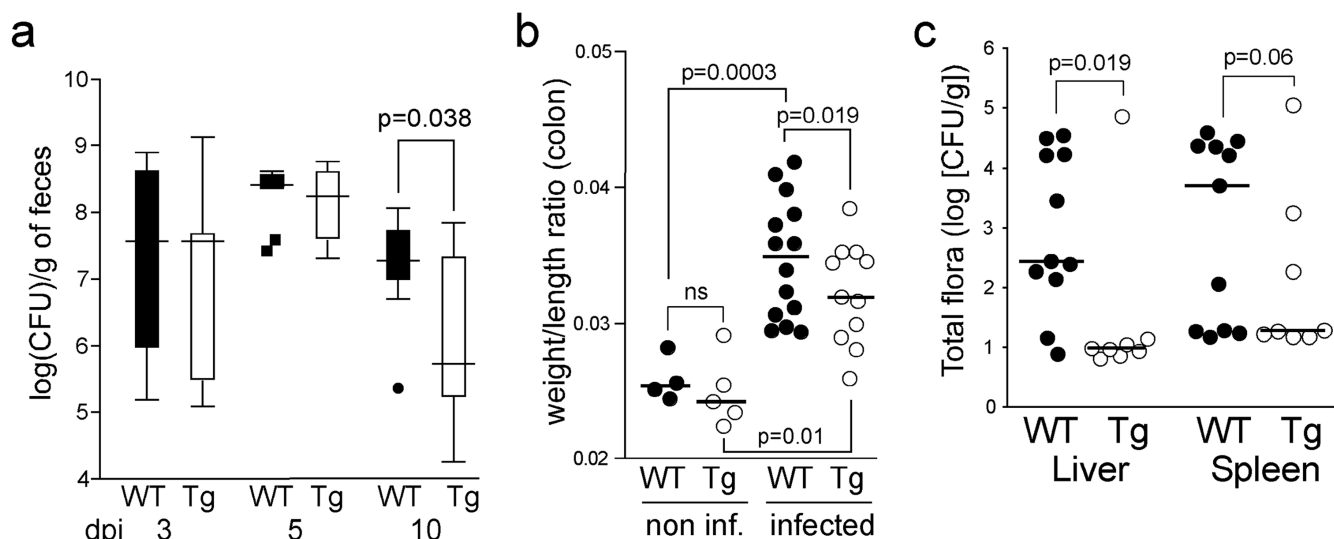 a
log(CFU)/g of feces
10
9
8
7
6
5
4
p=0.038
WT Tg WT Tg WT Tg
dpi 3 5 10
b
weight/length ratio (colon)
0.05
0.04
0.03
0.02
p=0.0003
p=0.019
ns
p=0.01
WT Tg WT Tg
non inf. infected
c
Total flora (log [CFU/g])
6
5
4
3
2
1
0
p=0.019
p=0.06
WT Tg WT Tg
Liver Spleen